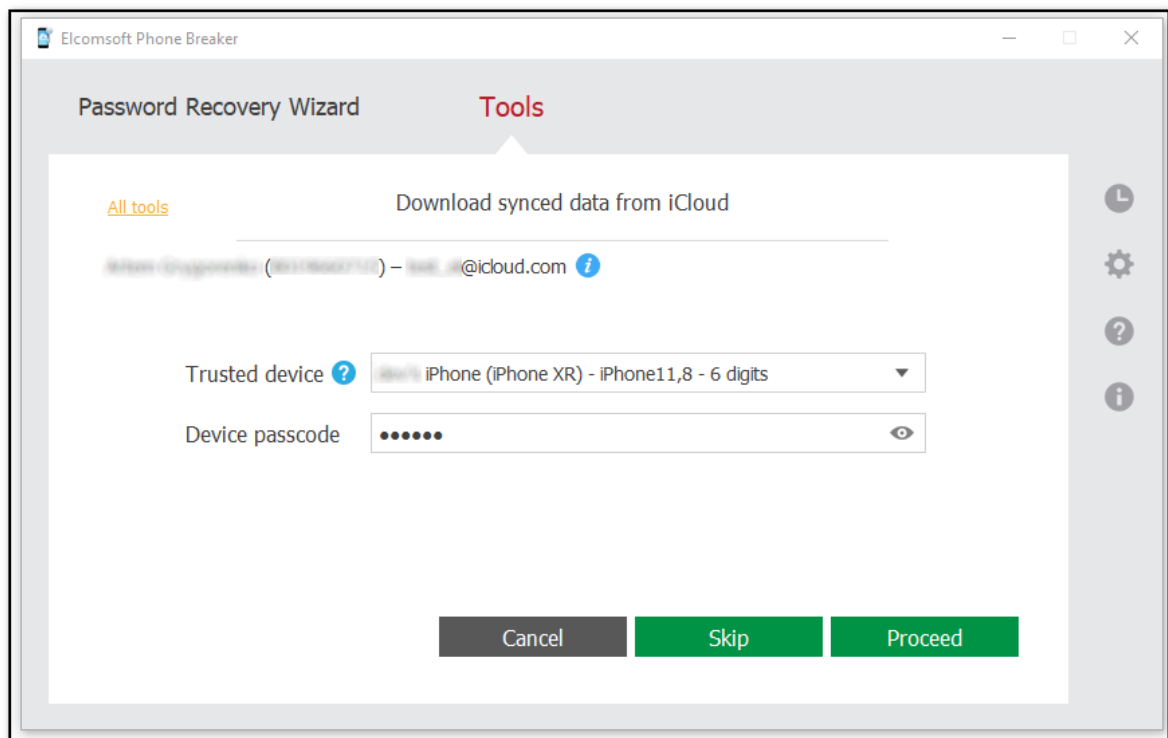 Elcomsoft Phone Breaker
Password Recovery Wizard Tools
All tools
Download synced data from iCloud
( ) – @icloud.com i
Trusted device ? iPhone (iPhone XR) - iPhone11,8 - 6 digits
Device passcode ••••••
Cancel Skip Proceed